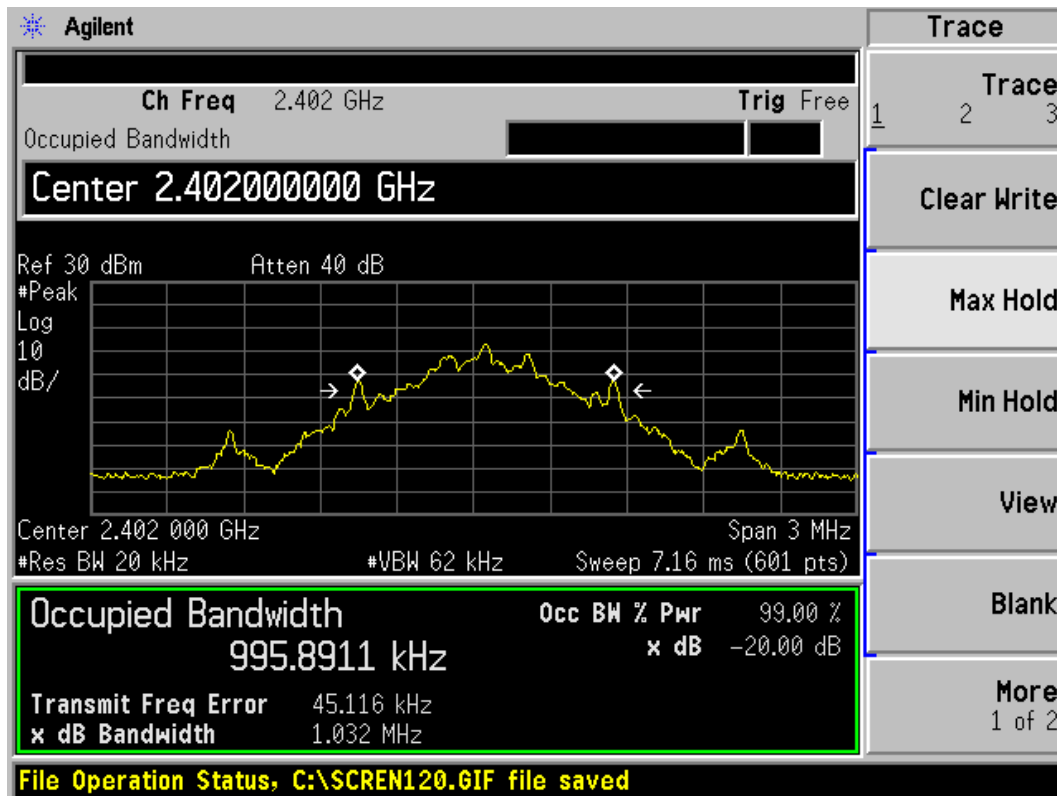 Agilent
Trace
Ch Freq 2.402 GHz Trig Free
Occupied Bandwidth
Center 2.402000000 GHz
Ref 30 dBm Atten 40 dB
#Peak
Log
10
dB/
Center 2.402 000 GHz Span 3 MHz
#Res BW 20 kHz #VBW 62 kHz Sweep 7.16 ms (601 pts)
Occupied Bandwidth
995.8911 kHz
Occ BW % Pwr 99.00 %
x dB -20.00 dB
Transmit Freq Error 45.116 kHz
x dB Bandwidth 1.032 MHz
File Operation Status, C:\SCREN120.GIF file saved
Trace
1 2 3
Clear Write
Max Hold
Min Hold
View
Blank
More
1 of 2